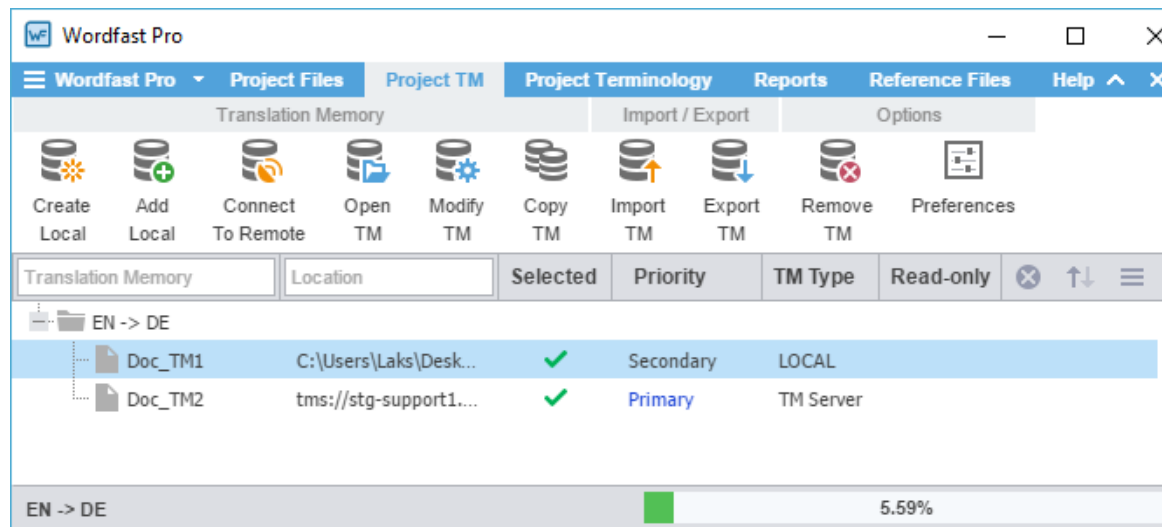 WF Wordfast Pro
Wordfast Pro Project Files Project TM Project Terminology Reports Reference Files Help
Translation Memory Import / Export Options
Create Local Add Local Connect To Remote Open TM Modify TM Copy TM Import TM Export TM Remove TM Preferences
Translation Memory Location Selected Priority TM Type Read-only
EN -> DE
Doc_TM1 C:\Users\Laks\Desk... Secondary LOCAL
Doc_TM2 tms://stg-support1.... Primary TM Server
EN -> DE 5.59%